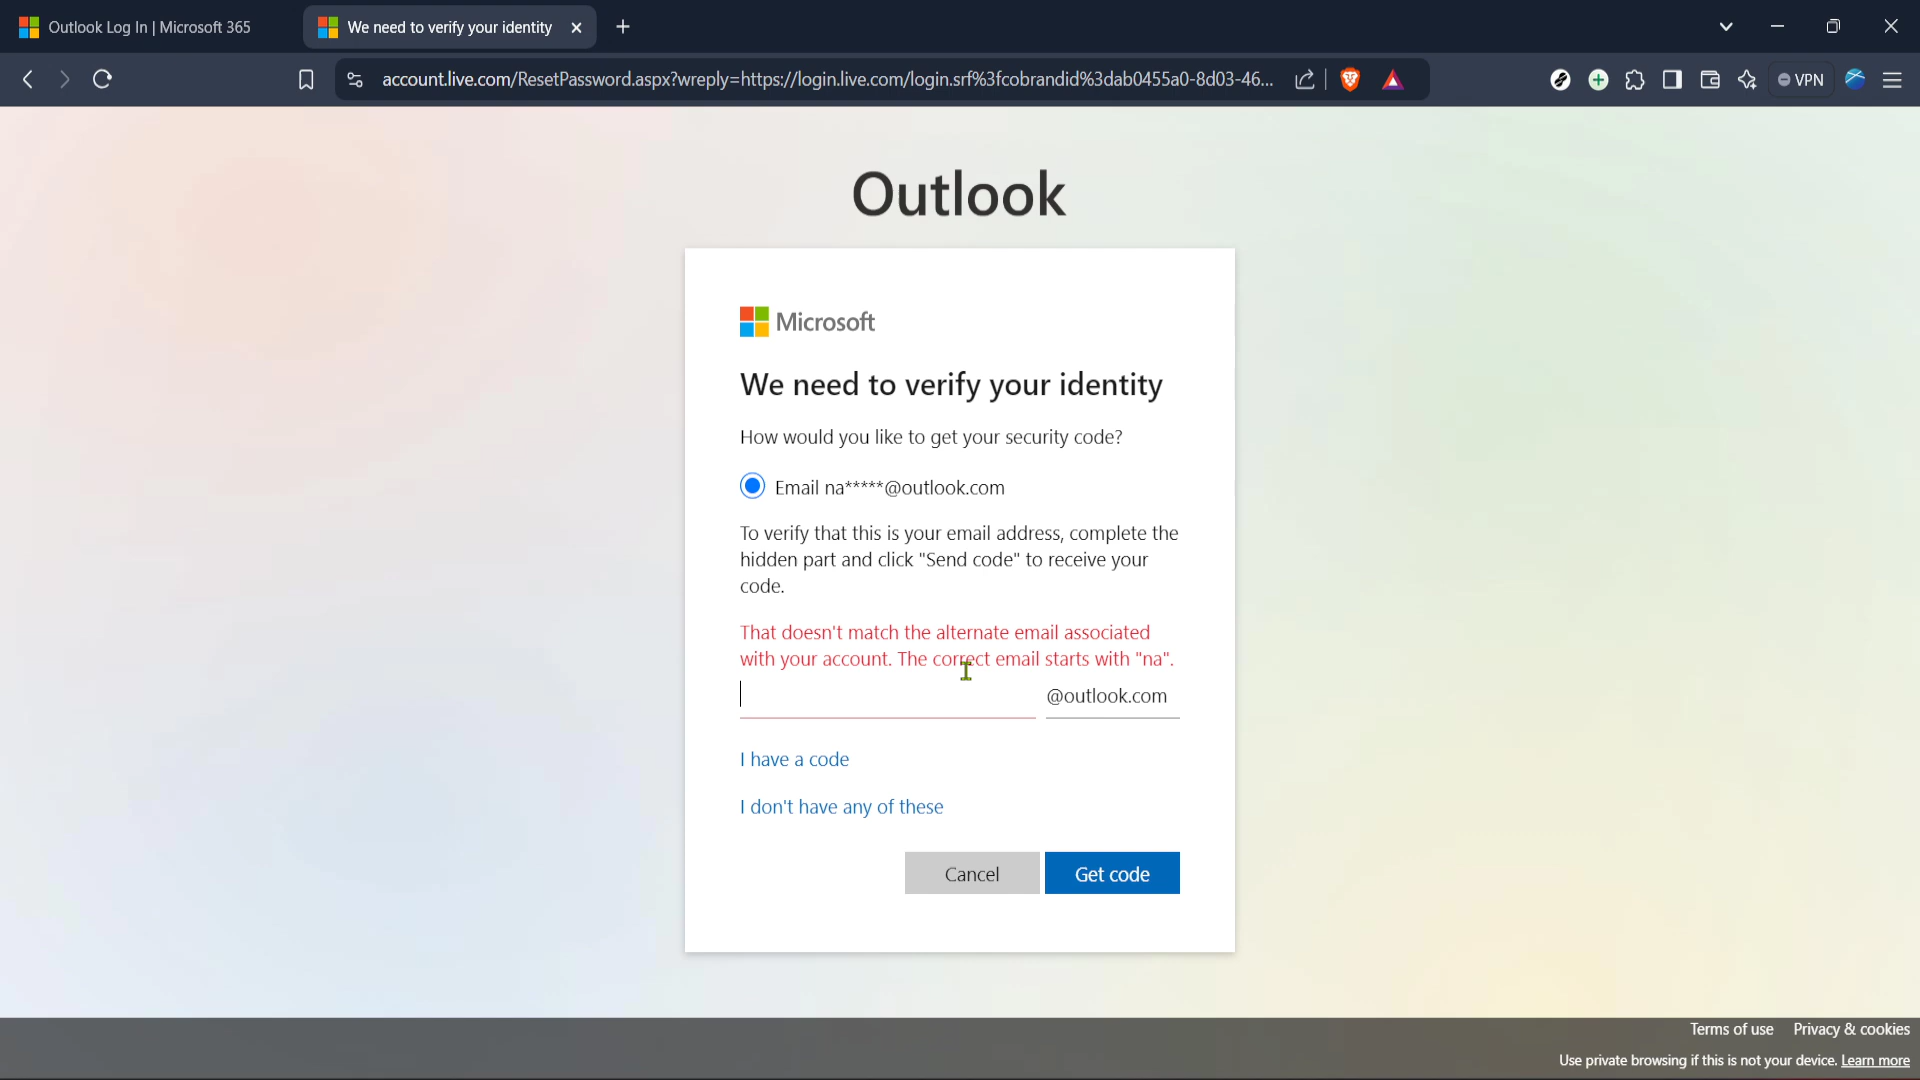 Outlook Log In | Microsoft 365
We need to verify your identity
account.live.com/ResetPassword.aspx?wreply=https://login.live.com/login.srf%3fcobrandid%3dab0455a0-8d03-46...
VPN
Outlook
Microsoft
We need to verify your identity
How would you like to get your security code?
Email na*****@outlook.com
To verify that this is your email address, complete the
hidden part and click "Send code" to receive your
code.
That doesn't match the alternate email associated
with your account. The correct email starts with "na".
@outlook.com
I have a code
I don't have any of these
Cancel
Get code
Terms of use
Privacy & cookies
Use private browsing if this is not your device. Learn more